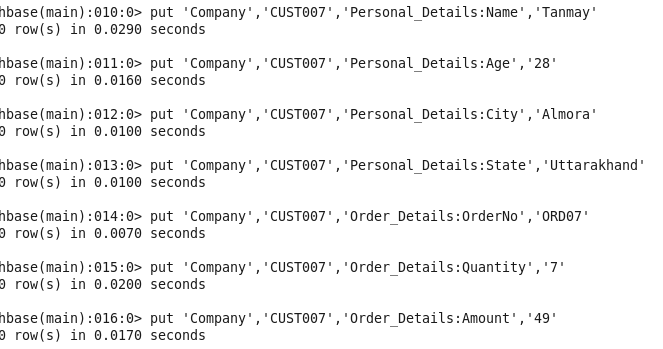 hbase(main):010:0> put 'Company','CUST007','Personal_Details:Name','Tanmay'
0 row(s) in 0.0290 seconds
hbase(main):011:0> put 'Company','CUST007','Personal_Details:Age','28'
0 row(s) in 0.0160 seconds
hbase(main):012:0> put 'Company','CUST007','Personal_Details:City','Almora'
0 row(s) in 0.0100 seconds
hbase(main):013:0> put 'Company','CUST007','Personal_Details:State','Uttarakhand'
0 row(s) in 0.0100 seconds
hbase(main):014:0> put 'Company','CUST007','Order_Details:OrderNo','ORD07'
0 row(s) in 0.0070 seconds
hbase(main):015:0> put 'Company','CUST007','Order_Details:Quantity','7'
0 row(s) in 0.0200 seconds
hbase(main):016:0> put 'Company','CUST007','Order_Details:Amount','49'
0 row(s) in 0.0170 seconds